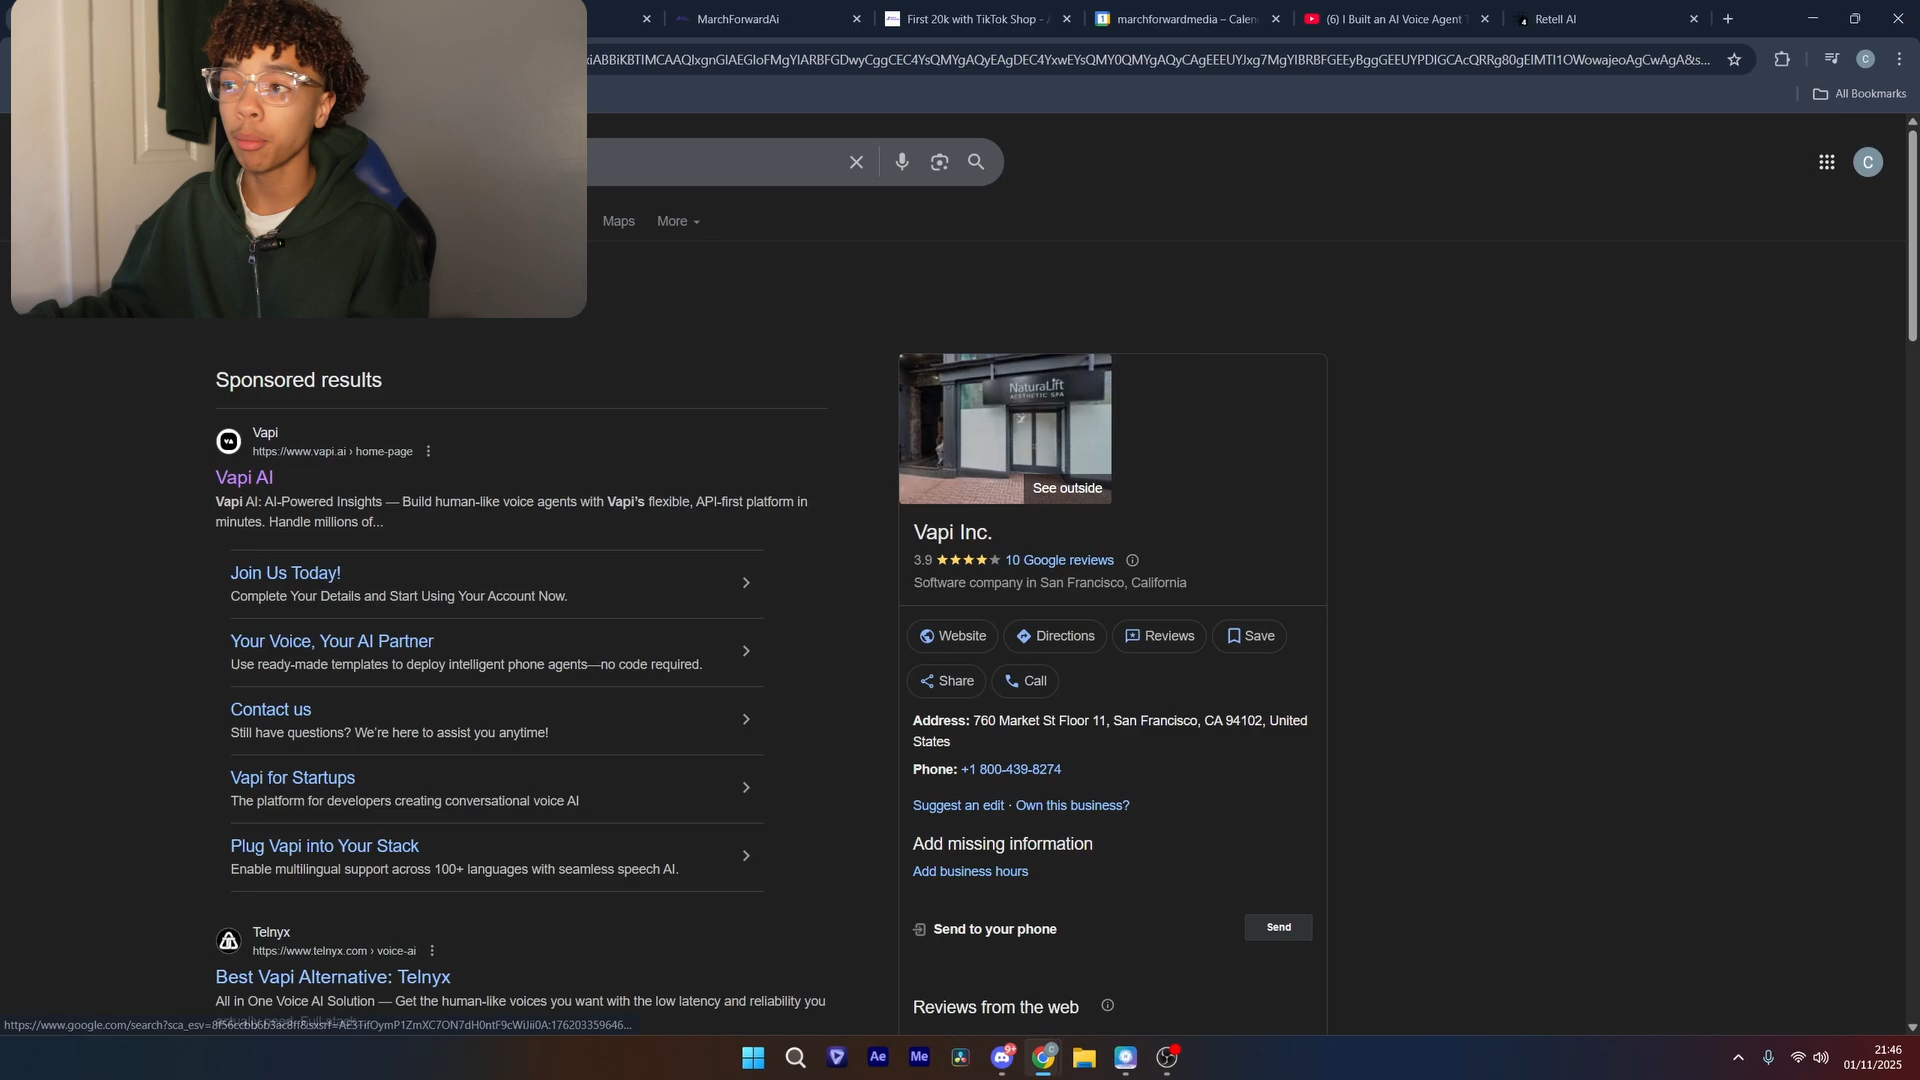 MarchForwardAi
First 20k with TikTok Shop - A
marchforwardmedia – Calen
(6) I Built an AI Voice Agent T
Retell AI
All Bookmarks
Maps
More
C
Sponsored results
Vapi
https://www.vapi.ai › home-page
Vapi AI
Vapi AI: AI-Powered Insights — Build human-like voice agents with Vapi's flexible, API-first platform in
minutes. Handle millions of...
Join Us Today!
Complete Your Details and Start Using Your Account Now.
Your Voice, Your AI Partner
Use ready-made templates to deploy intelligent phone agents—no code required.
Contact us
Still have questions? We're here to assist you anytime!
Vapi for Startups
The platform for developers creating conversational voice AI
Plug Vapi into Your Stack
Enable multilingual support across 100+ languages with seamless speech AI.
Telnyx
https://www.telnyx.com › voice-ai
Best Vapi Alternative: Telnyx
All in One Voice AI Solution — Get the human-like voices you want with the low latency and reliability you
NaturaLift
AESTHETIC SPA
See outside
Vapi Inc.
3.9 10 Google reviews
Software company in San Francisco, California
Website
Directions
Reviews
Save
Share
Call
Address: 760 Market St Floor 11, San Francisco, CA 94102, United
States
Phone: +1 800-439-8274
Suggest an edit · Own this business?
Add missing information
Add business hours
Send to your phone
Send
Reviews from the web
Ae
Me
9+
21:46
01/11/2025